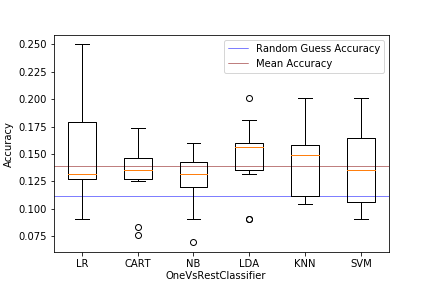 Random Guess Accuracy
Mean Accuracy
0.250
0.225
0.200
0.175
0.150
0.125
0.100
0.075
Accuracy
LR CART NB LDA KNN SVM
OneVsRestClassifier